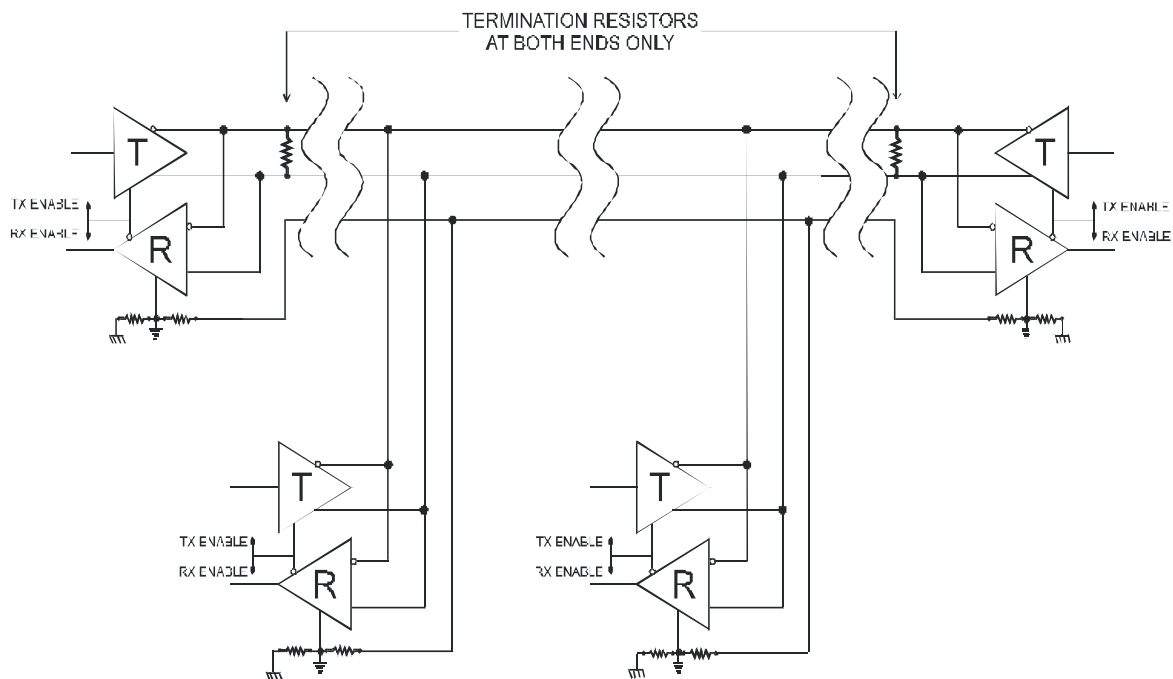 TERMINATION RESISTORS
AT BOTH ENDS ONLY
T
T
TX ENABLE
RX ENABLE
R
TX ENABLE
RX ENABLE
R
T
T
TX ENABLE
RX ENABLE
R
TX ENABLE
RX ENABLE
R